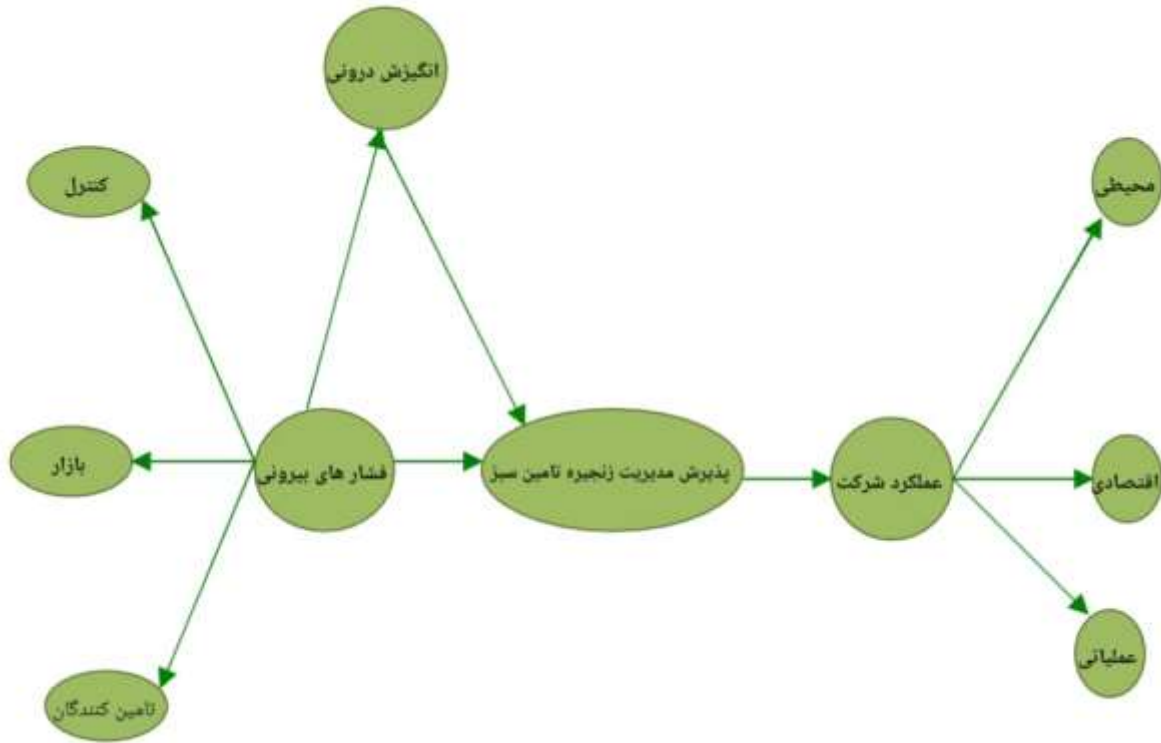 انگیزش درونی
کنترل
محیطی
بازار
فشار های بیرونی
پذیرش مدیریت زنجیره تامین سبز
عملکرد شرکت
اقتصادی
عملیاتی
تامین کنندگان